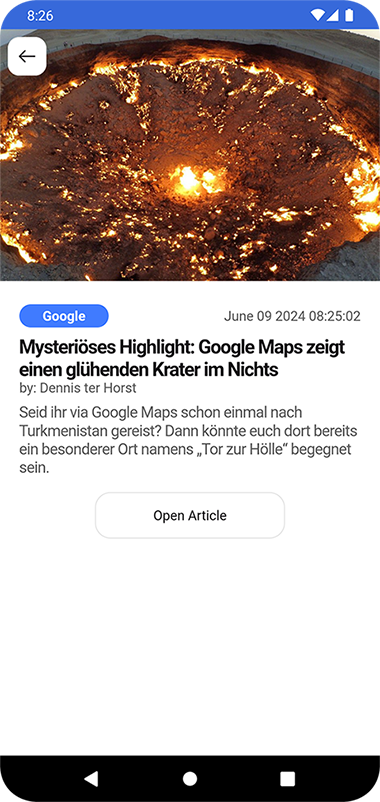 8:26
Google
June 09 2024 08:25:02
Mysteriöses Highlight: Google Maps zeigt
einen glühenden Krater im Nichts
by: Dennis ter Horst
Seid ihr via Google Maps schon einmal nach
Turkmenistan gereist? Dann könnte euch dort bereits
ein besonderer Ort namens „Tor zur Hölle“ begegnet
sein.
Open Article